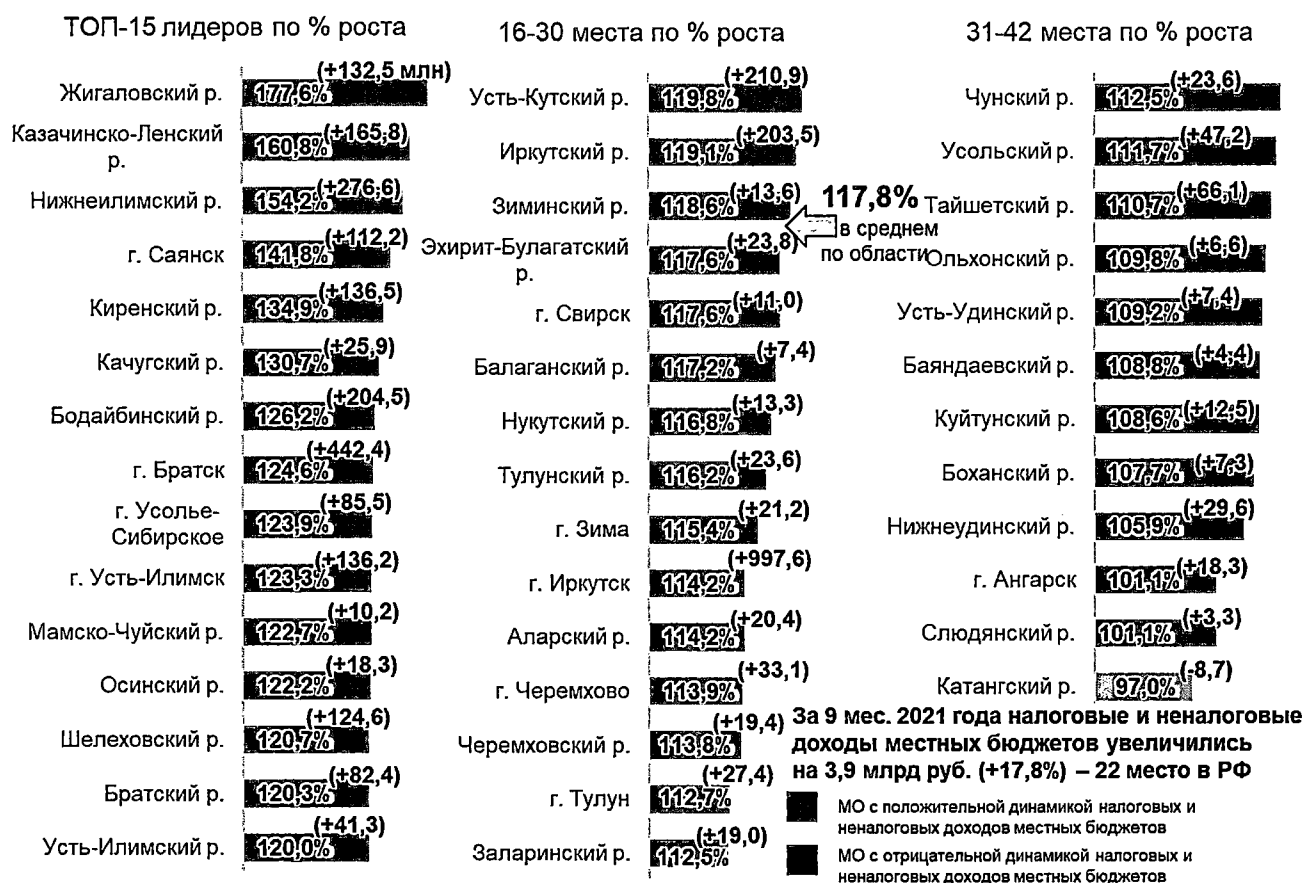 ТОП-15 лидеров по % роста
Жигаловский р. 177,6% (+132,5 млн)
Казачинско-Ленский
р. 160,8% (+165,8)
Нижнеилимский р. 154,2% (+276,6)
г. Саянск 141,8% (+112,2)
Киренский р. 134,9% (+136,5)
Качугский р. 130,7% (+25,9)
Бодайбинский р. 126,2% (+204,5)
г. Братск 124,6% (+442,4)
г. Усолье-
Сибирское 123,9% (+85,5)
г. Усть-Илимск 123,3% (+136,2)
Мамско-Чуйский р. 122,7% (+10,2)
Осинский р. 122,2% (+18,3)
Шелеховский р. 120,7% (+124,6)
Братский р. 120,3% (+82,4)
Усть-Илимский р. 120,0% (+41,3)
16-30 места по % роста
Усть-Кутский р. 119,8% (+210,9)
Иркутский р. 119,1% (+203,5)
Зиминский р. 118,6% (+13,6)
Эхирит-Булагатский
р. 117,6% (+23,8)
г. Свирск 117,6% (+11,0)
Балаганский р. 117,2% (+7,4)
Нукутский р. 116,8% (+13,3)
Тулунский р. 116,2% (+23,6)
г. Зима 115,4% (+21,2)
г. Иркутск 114,2% (+997,6)
Аларский р. 114,2% (+20,4)
г. Черемхово 113,9% (+33,1)
Черемховский р. 113,8% (+19,4)
г. Тулун 112,7% (+27,4)
Заларинский р. 112,5% (+19,0)
117,8%
в среднем
по области
31-42 места по % роста
Чунский р. 112,5% (+23,6)
Усольский р. 111,7% (+47,2)
Тайшетский р. 110,7% (+66,1)
Ольхонский р. 109,8% (+6,6)
Усть-Удинский р. 109,2% (+7,4)
Баяндаевский р. 108,8% (+4,4)
Куйтунский р. 108,6% (+12,5)
Боханский р. 107,7% (+7,3)
Нижнеудинский р. 105,9% (+29,6)
г. Ангарск 101,1% (+18,3)
Слюдянский р. 101,1% (+3,3)
Катангский р. 97,0% (-8,7)
За 9 мес. 2021 года налоговые и неналоговые
доходы местных бюджетов увеличились
на 3,9 млрд руб. (+17,8%) – 22 место в РФ
МО с положительной динамикой налоговых и
неналоговых доходов местных бюджетов
МО с отрицательной динамикой налоговых и
неналоговых доходов местных бюджетов